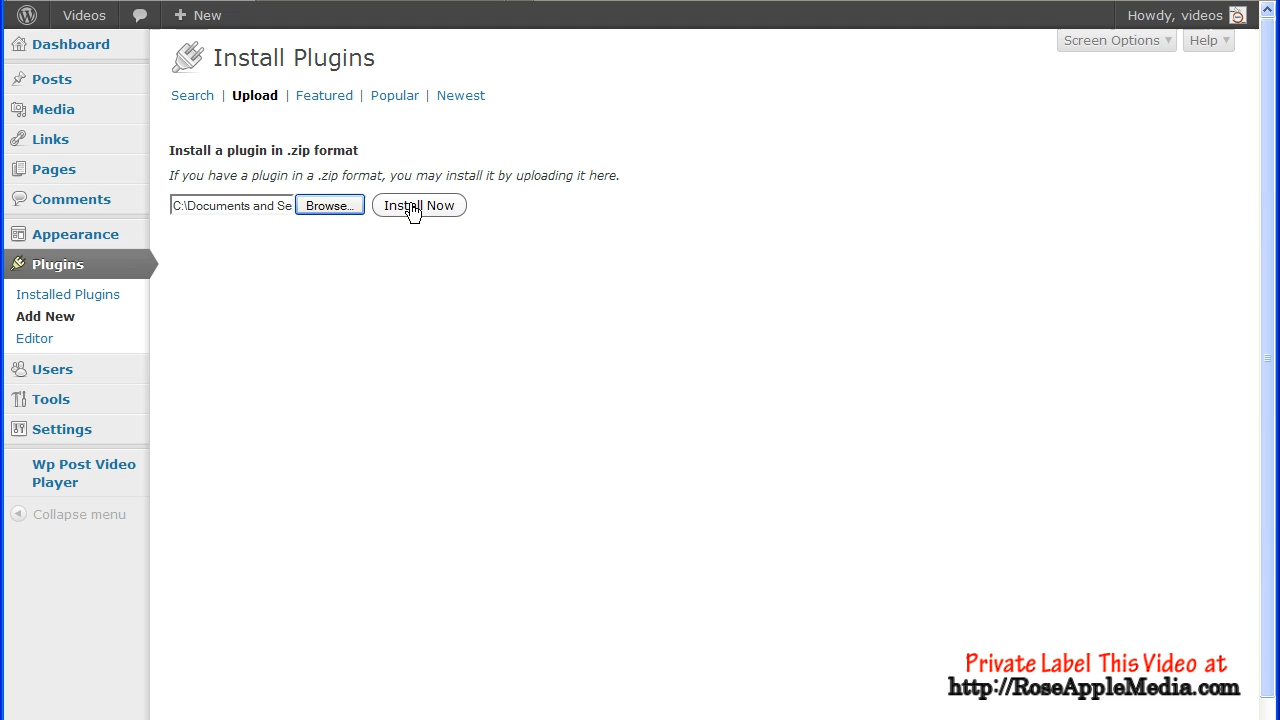 Videos
New
Howdy, videos
Screen Options
Help
Dashboard
Posts
Media
Links
Pages
Comments
Appearance
Plugins
Installed Plugins
Add New
Editor
Users
Tools
Settings
Wp Post Video
Player
Collapse menu
Install Plugins
Search | Upload | Featured | Popular | Newest
Install a plugin in .zip format
If you have a plugin in a .zip format, you may install it by uploading it here.
C:\Documents and Se Browse... Install Now
Private Label This Video at
http://RoseAppleMedia.com